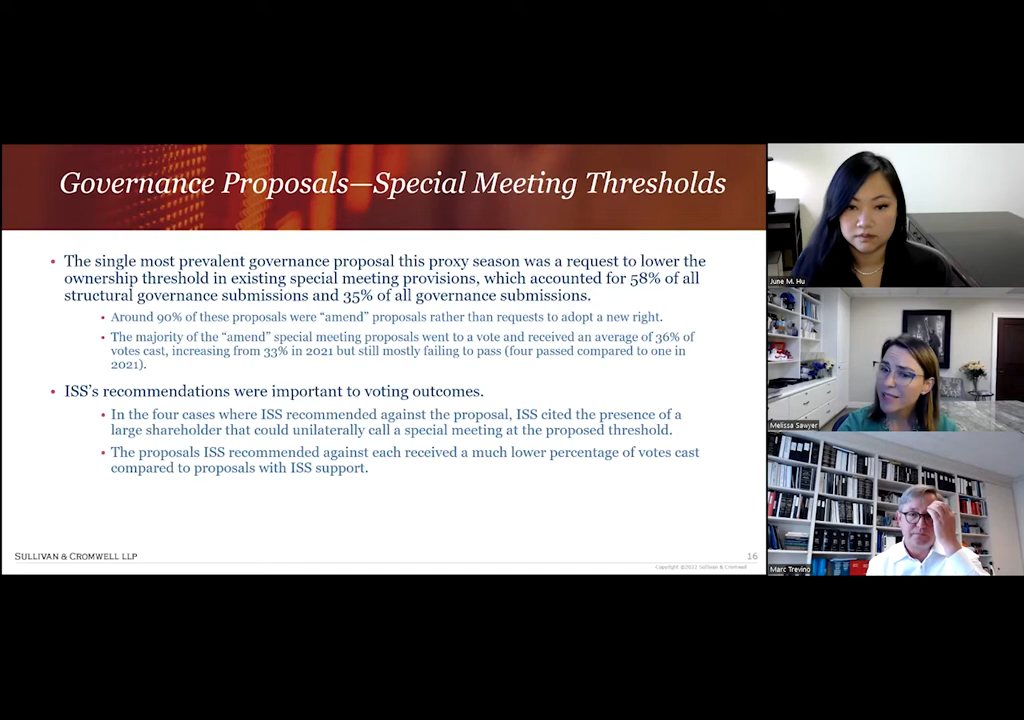 Governance Proposals—Special Meeting Thresholds
• The single most prevalent governance proposal this proxy season was a request to lower the
ownership threshold in existing special meeting provisions, which accounted for 58% of all
structural governance submissions and 35% of all governance submissions.
• Around 90% of these proposals were “amend” proposals rather than requests to adopt a new right.
• The majority of the “amend” special meeting proposals went to a vote and received an average of 36% of
votes cast, increasing from 33% in 2021 but still mostly failing to pass (four passed compared to one in
2021).
• ISS’s recommendations were important to voting outcomes.
• In the four cases where ISS recommended against the proposal, ISS cited the presence of a
large shareholder that could unilaterally call a special meeting at the proposed threshold.
• The proposals ISS recommended against each received a much lower percentage of votes cast
compared to proposals with ISS support.
SULLIVAN & CROMWELL LLP
16
Copyright ©2022 Sullivan & Cromwell
June M. Hu
Melissa Sawyer
Marc Trevino